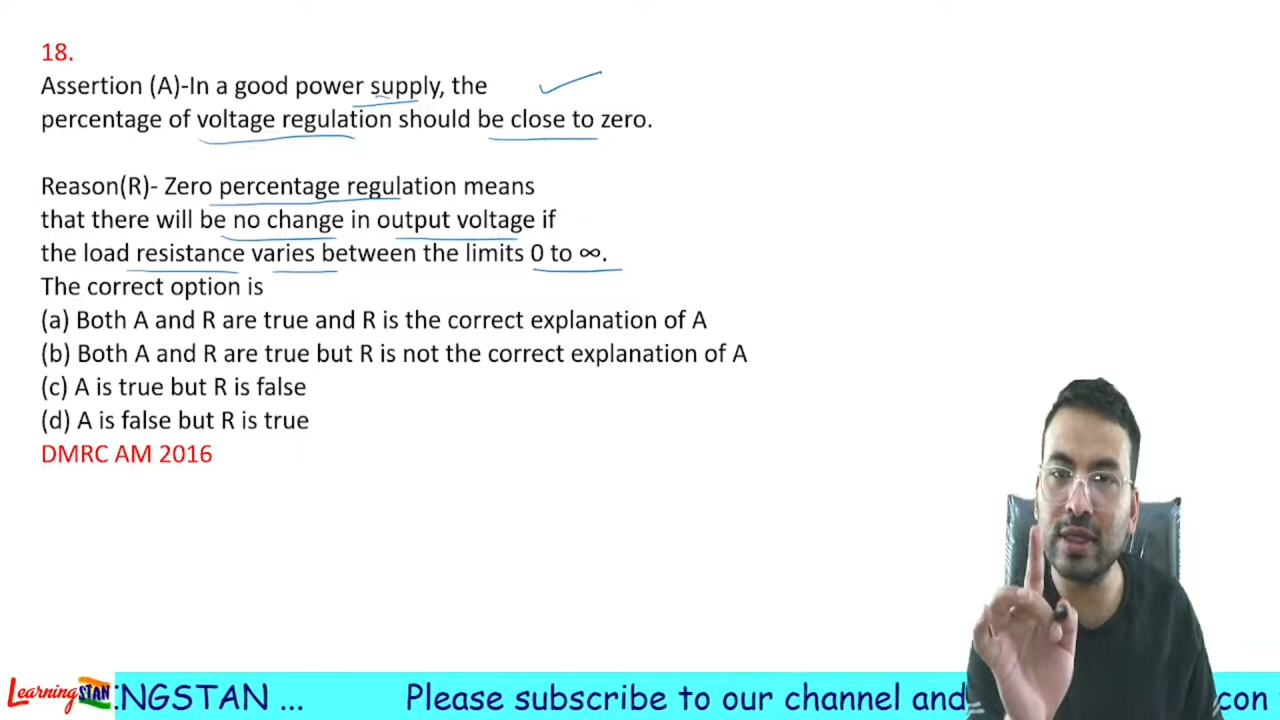 18.
Assertion (A)-In a good power supply, the
percentage of voltage regulation should be close to zero.
Reason(R)- Zero percentage regulation means
that there will be no change in output voltage if
the load resistance varies between the limits 0 to ∞.
The correct option is
(a) Both A and R are true and R is the correct explanation of A
(b) Both A and R are true but R is not the correct explanation of A
(c) A is true but R is false
(d) A is false but R is true
DMRC AM 2016
Learning STAN
INGSTAN ... Please subscribe to our channel and con